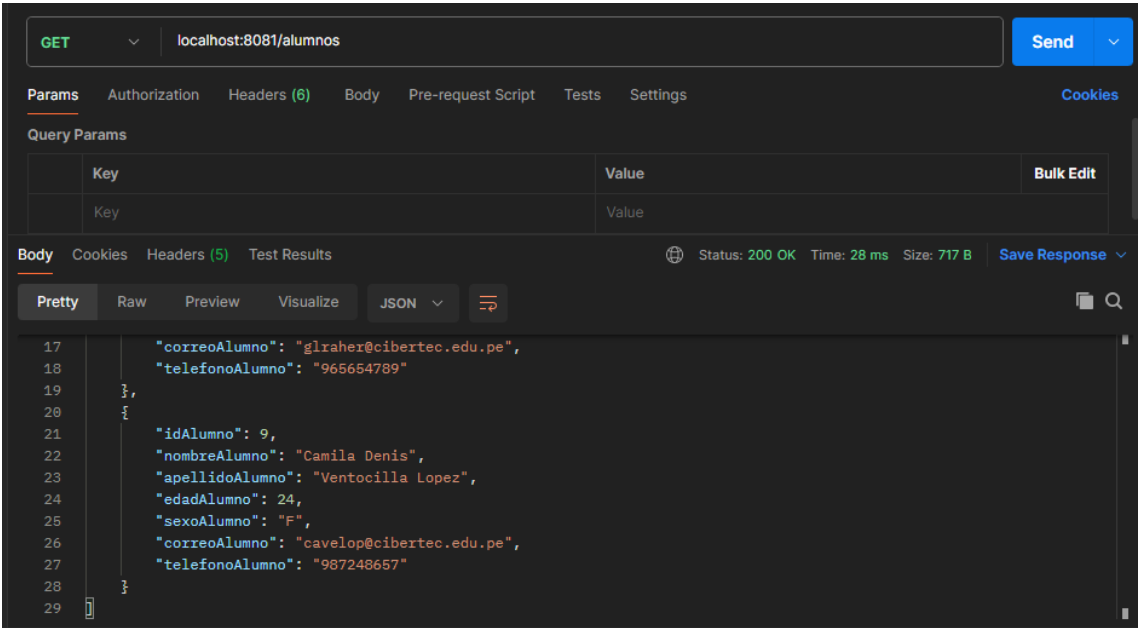 GET localhost:8081/alumnos Send
Params Authorization Headers (6) Body Pre-request Script Tests Settings Cookies
Query Params
Key Value Bulk Edit
Key Value
Body Cookies Headers (5) Test Results Status: 200 OK Time: 28 ms Size: 717 B Save Response
Pretty Raw Preview Visualize JSON
17 "correoAlumno": "glraher@cibertec.edu.pe",
18 "telefonoAlumno": "965654789"
19 },
20 {
21 "idAlumno": 9,
22 "nombreAlumno": "Camila Denis",
23 "apellidoAlumno": "Ventocilla Lopez",
24 "edadAlumno": 24,
25 "sexoAlumno": "F",
26 "correoAlumno": "cavelop@cibertec.edu.pe",
27 "telefonoAlumno": "987248657"
28 }
29 ]